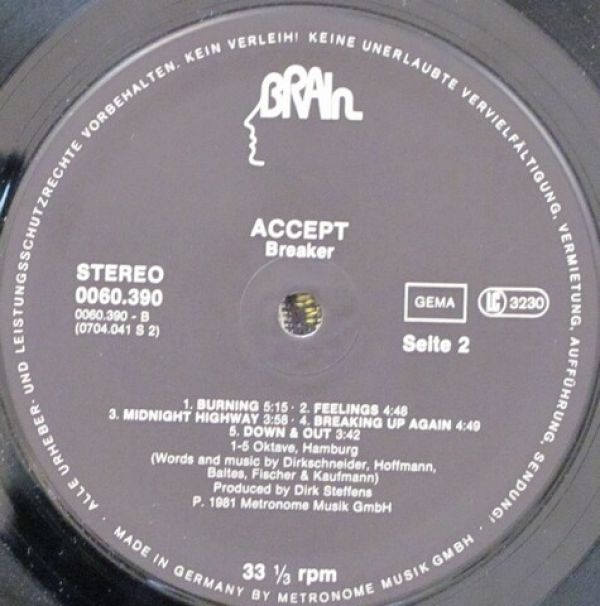 ALLE URHEBER- UND LEISTUNGSSCHUTZRECHTE VORBEHALTEN. KEIN VERLEIH! KEINE UNERLAUBTE VERVIELFÄLTIGUNG, VERMIETUNG, AUFFÜHRUNG, SENDUNG!
BRAIN
ACCEPT
Breaker
STEREO
0060.390
0060.390 - B
(0704.041 S 2)
GEMA
LC 3230
Seite 2
1. BURNING 5:15 · 2. FEELINGS 4:48
3. MIDNIGHT HIGHWAY 3:58 · 4. BREAKING UP AGAIN 4:49
5. DOWN & OUT 3:42
1-5 Oktave, Hamburg
(Words and music by Dirkschneider, Hoffmann,
Baltes, Fischer & Kaufmann)
Produced by Dirk Steffens
P. 1981 Metronome Musik GmbH
33 ⅓ rpm
· MADE IN GERMANY BY METRONOME MUSIK GMBH ·